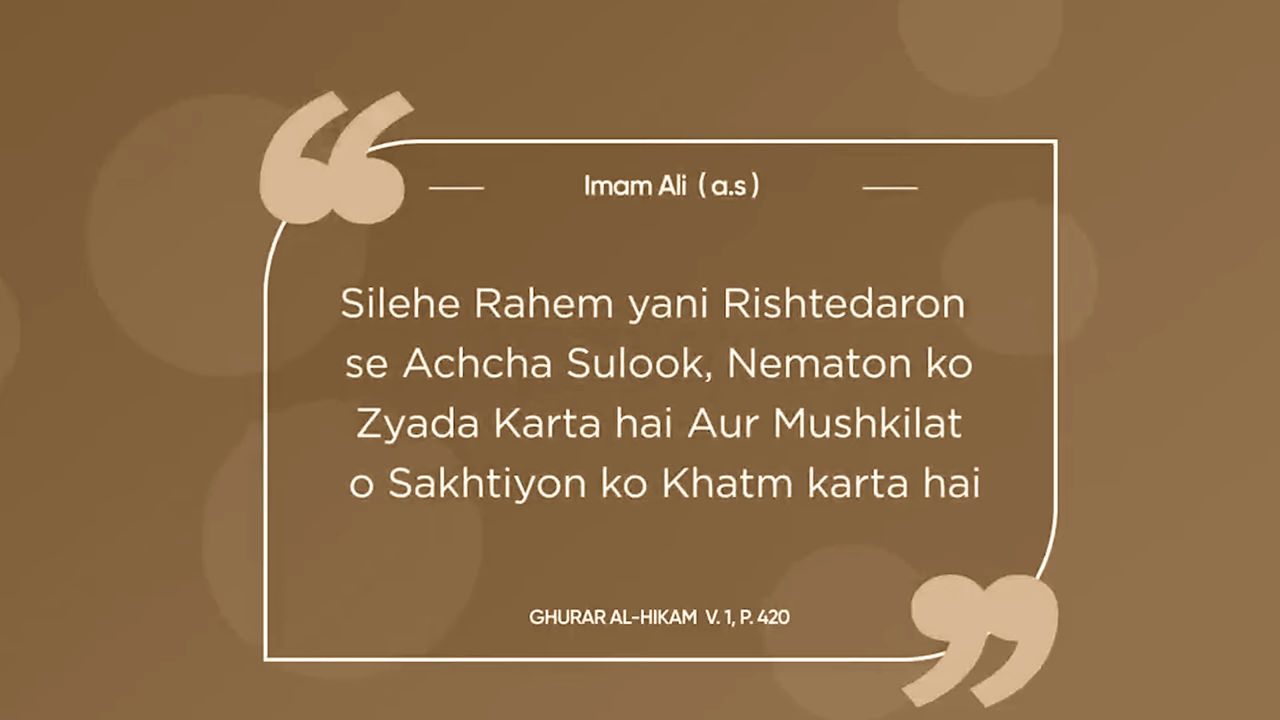 Imam Ali ( a.s )
Silehe Rahem yani Rishtedaron
se Achcha Sulook, Nematon ko
Zyada Karta hai Aur Mushkilat
o Sakhtiyon ko Khatm karta hai
GHURAR AL-HIKAM V. 1, P. 420